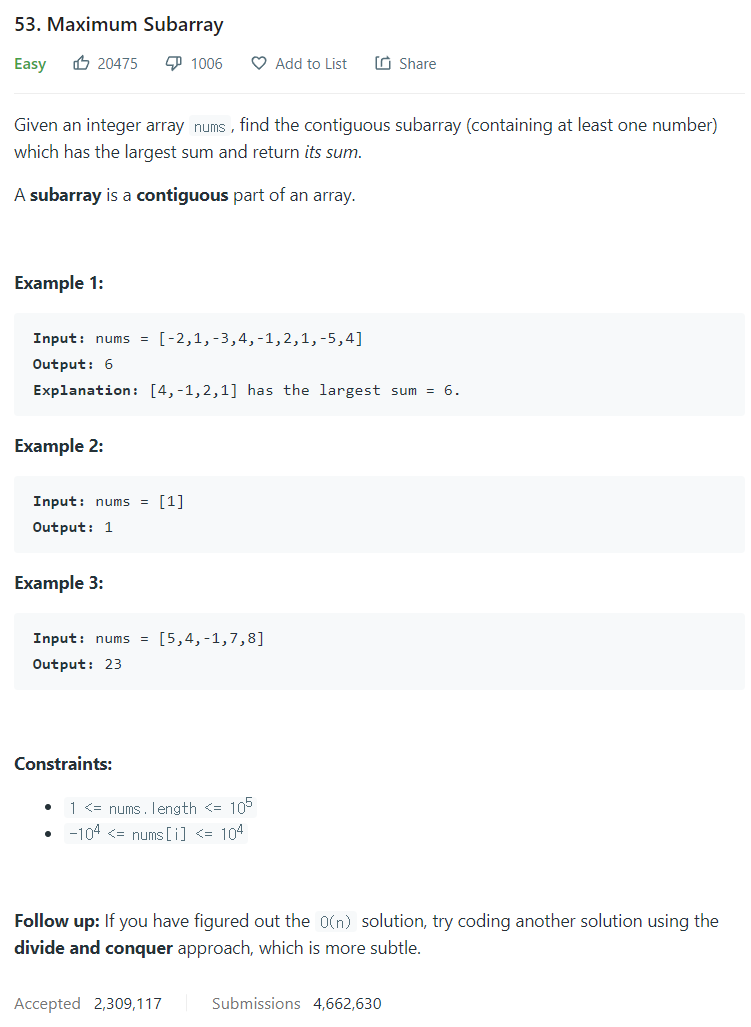 53. Maximum Subarray
Easy 20475 1006 Add to List Share
Given an integer array nums , find the contiguous subarray (containing at least one number)
which has the largest sum and return its sum.
A subarray is a contiguous part of an array.
Example 1:
Input: nums = [-2,1,-3,4,-1,2,1,-5,4]
Output: 6
Explanation: [4,-1,2,1] has the largest sum = 6.
Example 2:
Input: nums = [1]
Output: 1
Example 3:
Input: nums = [5,4,-1,7,8]
Output: 23
Constraints:
• 1 <= nums.length <= 10⁵
• -10⁴ <= nums[i] <= 10⁴
Follow up: If you have figured out the O(n) solution, try coding another solution using the
divide and conquer approach, which is more subtle.
Accepted 2,309,117 Submissions 4,662,630